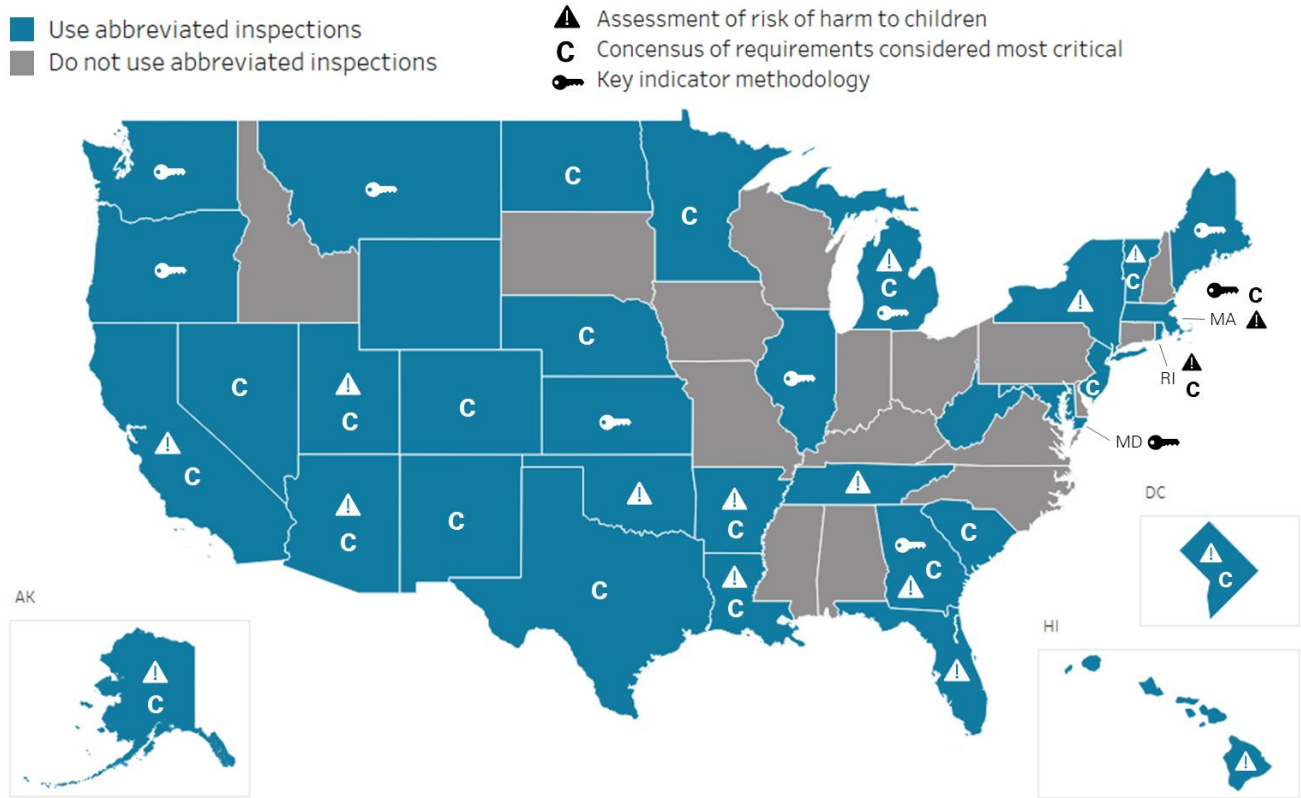 Use abbreviated inspections
Do not use abbreviated inspections
Assessment of risk of harm to children
C Concensus of requirements considered most critical
Key indicator methodology
C
C
C
C
C
C
MA
C
C
C
C
RI
C
C
C
MD
C
C
C
DC
C
C
C
C
C
C
C
AK
HI
C